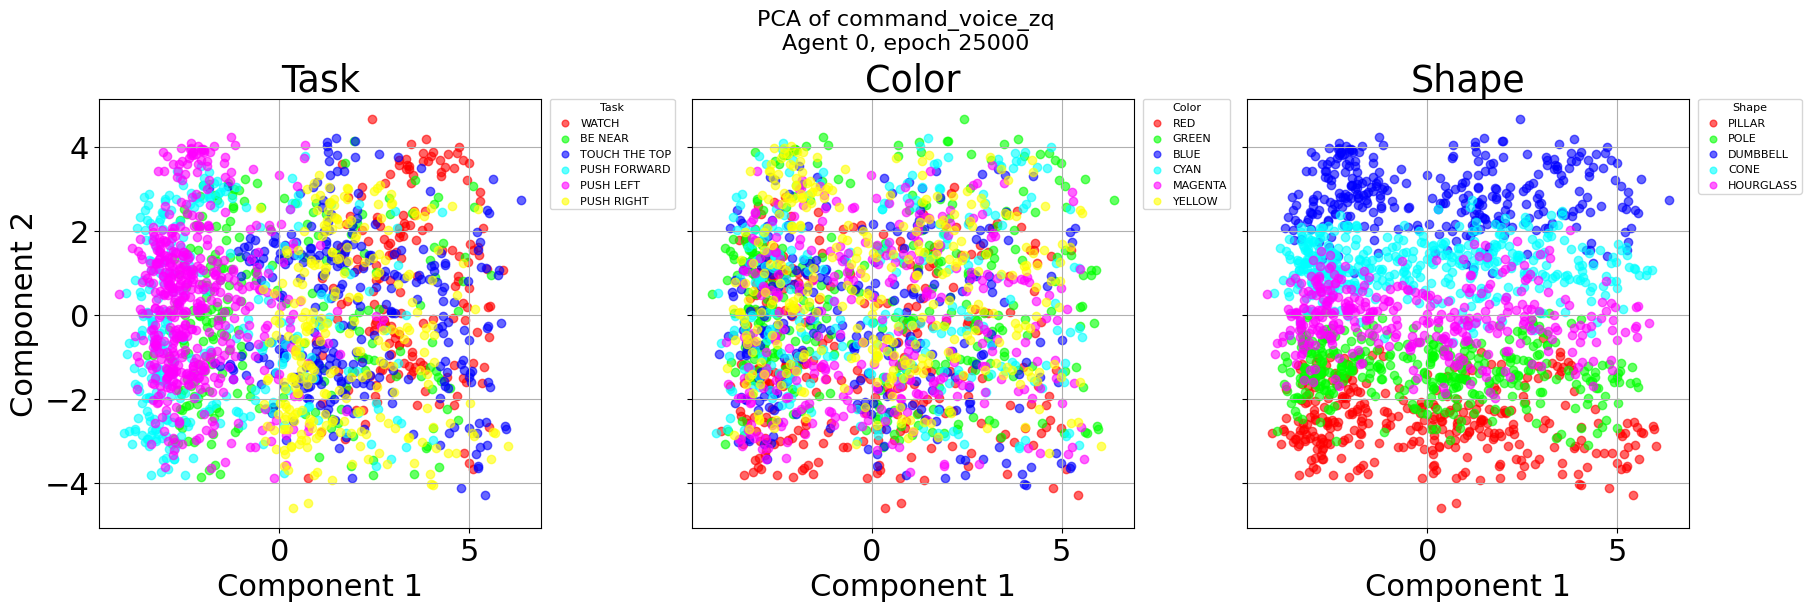 PCA of command_voice_zq
Agent 0, epoch 25000
Task
Color
Shape
Component 2
4
2
0
−2
−4
0
5
Component 1
Task
WATCH
BE NEAR
TOUCH THE TOP
PUSH FORWARD
PUSH LEFT
PUSH RIGHT
0
5
Component 1
Color
RED
GREEN
BLUE
CYAN
MAGENTA
YELLOW
0
5
Component 1
Shape
PILLAR
POLE
DUMBBELL
CONE
HOURGLASS